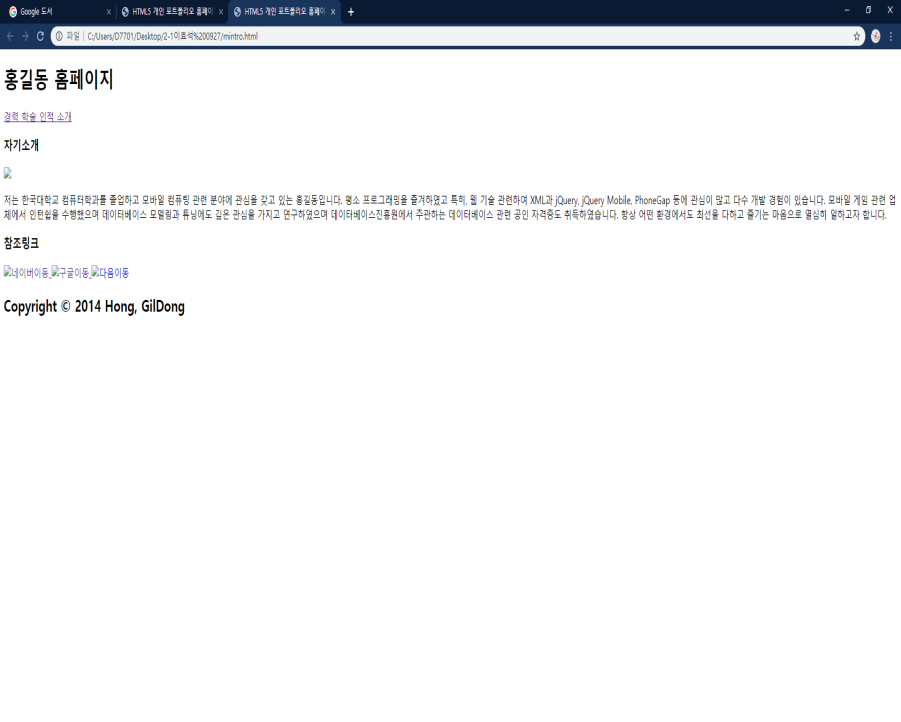 Google 도서
HTML5 개인 포트폴리오 홈페이
HTML5 개인 포트폴리오 홈페이
파일 | C:/Users/D7701/Desktop/2-1이효석%200927/mintro.html
홍길동 홈페이지
경력 학술 인적 소개
자기소개
저는 한국대학교 컴퓨터학과를 졸업하고 모바일 컴퓨팅 관련 분야에 관심을 갖고 있는 홍길동입니다. 평소 프로그래밍을 즐겨하였고 특히, 웹 기술 관련하여 XML과 jQuery, jQuery Mobile, PhoneGap 등에 관심이 많고 다수 개발 경험이 있습니다. 모바일 게임 관련 업
체에서 인턴쉽을 수행했으며 데이터베이스 모델링과 튜닝에도 깊은 관심을 가지고 연구하였으며 데이터베이스진흥원에서 주관하는 데이터베이스 관련 공인 자격증도 취득하였습니다. 항상 어떤 환경에서도 최선을 다하고 즐기는 마음으로 열심히 일하고자 합니다.
참조링크
네이버이동 구글이동 다음이동
Copyright © 2014 Hong, GilDong